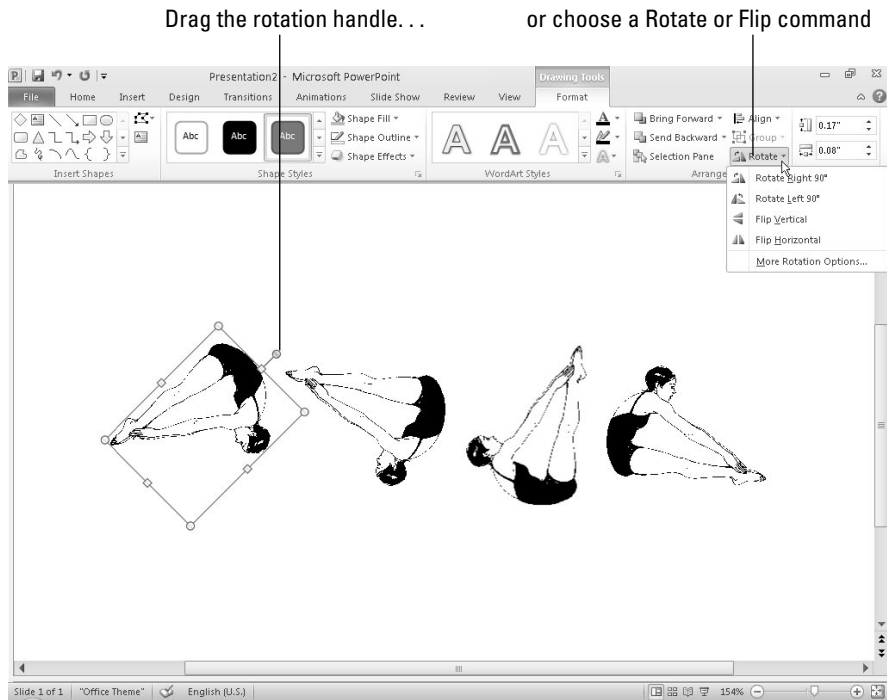 Drag the rotation handle. . .
or choose a Rotate or Flip command
Presentation2 - Microsoft PowerPoint
Drawing Tools
File Home Insert Design Transitions Animations Slide Show Review View Format
Abc Abc Abc
Shape Fill
Shape Outline
Shape Effects
A A A
Bring Forward
Send Backward
Selection Pane
Align
Group
Rotate
0.17"
0.08"
Insert Shapes
Shape Styles
WordArt Styles
Arrange
Rotate Right 90°
Rotate Left 90°
Flip Vertical
Flip Horizontal
More Rotation Options...
Slide 1 of 1 "Office Theme" English (U.S.) 154%